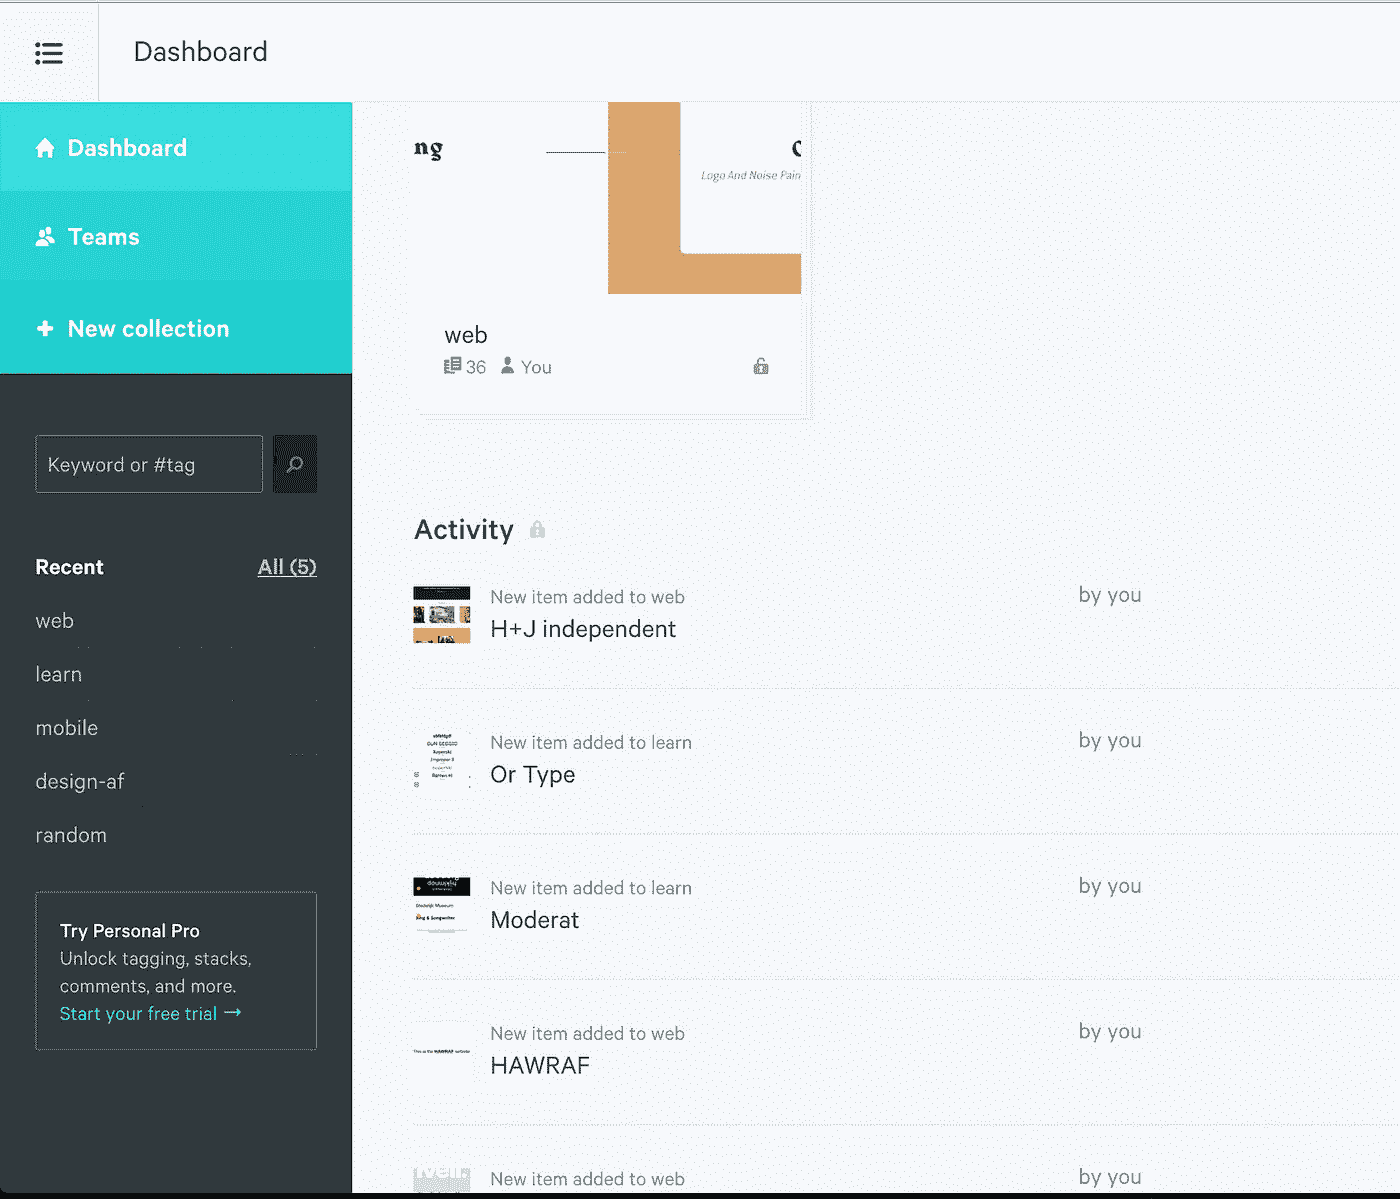 Dashboard
Dashboard
Teams
New collection
Keyword or #tag
Recent
All (5)
web
learn
mobile
design-af
random
Try Personal Pro
Unlock tagging, stacks,
comments, and more.
Start your free trial →
ng
Logo And Noise Pain
web
36 You
Activity
New item added to web
by you
H+J independent
New item added to learn
by you
Or Type
New item added to learn
by you
Moderat
New item added to web
by you
HAWRAF
New item added to web
by you